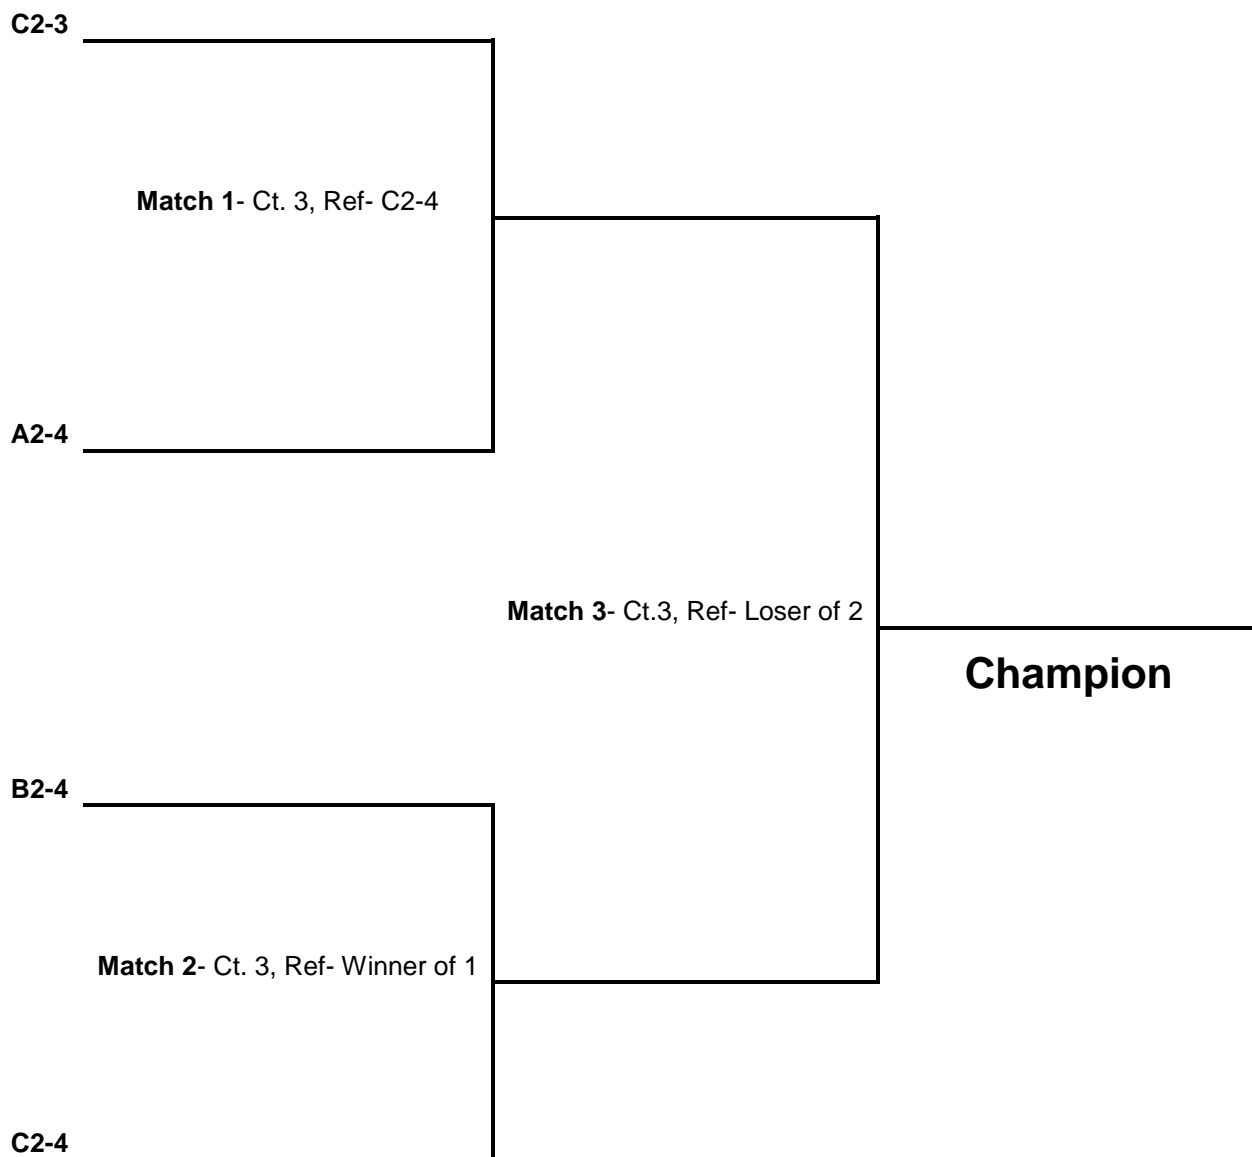 C2-3
Match 1- Ct. 3, Ref- C2-4
A2-4
Match 3- Ct.3, Ref- Loser of 2
Champion
B2-4
Match 2- Ct. 3, Ref- Winner of 1
C2-4